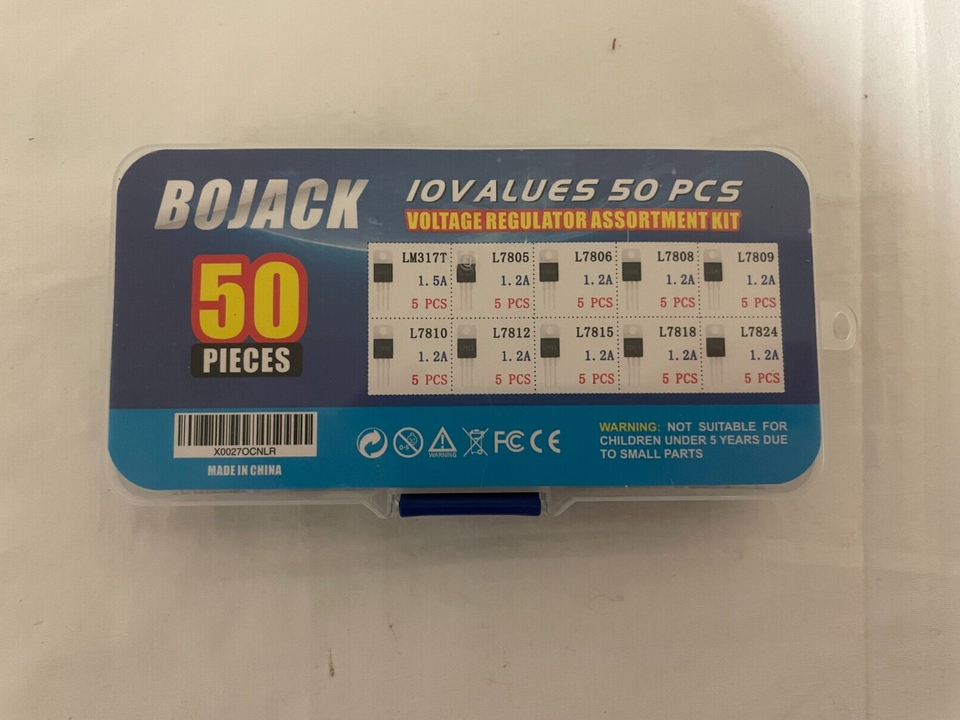 BOJACK
10VALUES 50 PCS
VOLTAGE REGULATOR ASSORTMENT KIT
50
PIECES
LM317T
1.5A
5 PCS
L7805
1.2A
5 PCS
L7806
1.2A
5 PCS
L7808
1.2A
5 PCS
L7809
1.2A
5 PCS
L7810
1.2A
5 PCS
L7812
1.2A
5 PCS
L7815
1.2A
5 PCS
L7818
1.2A
5 PCS
L7824
1.2A
5 PCS
X0027OCNLR
MADE IN CHINA
WARNING
FC CE
WARNING: NOT SUITABLE FOR
CHILDREN UNDER 5 YEARS DUE
TO SMALL PARTS